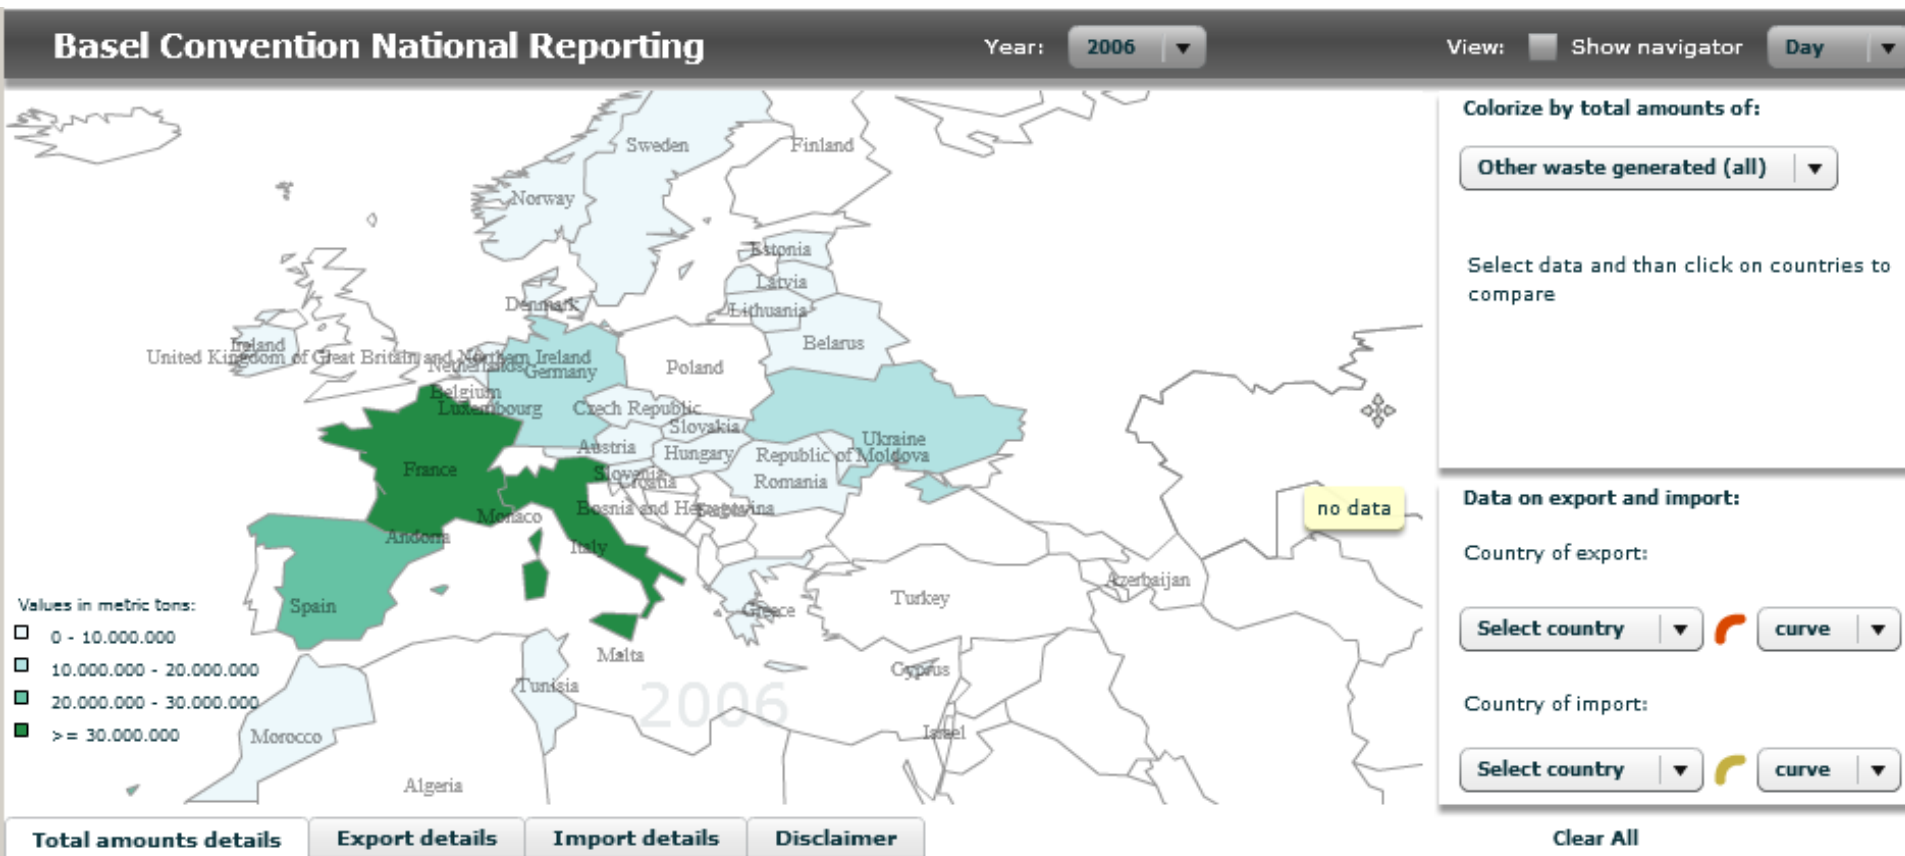 Basel Convention National Reporting
Year: 2006
View: Show navigator Day
Colorize by total amounts of:
Other waste generated (all)
Select data and than click on countries to
compare
Data on export and import:
Country of export:
Select country curve
Country of import:
Select country curve
Clear All
Sweden
Finland
Norway
Estonia
Latvia
Denmark
Lithuania
Ireland
Belarus
United Kingdom of Great Britain and Northern Ireland
Netherlands
Germany
Poland
Belgium
Luxembourg
Czech Republic
Slovakia
Ukraine
Austria
Hungary
Republic of Moldova
France
Slovenia
Croatia
Romania
no data
Bosnia and Herzegovina
Monaco
Andorra
Italy
Azerbaijan
Spain
Greece
Turkey
Malta
Cyprus
Tunisia
2006
Israel
Morocco
Algeria
Values in metric tons:
0 - 10.000.000
10.000.000 - 20.000.000
20.000.000 - 30.000.000
>= 30.000.000
Total amounts details
Export details
Import details
Disclaimer